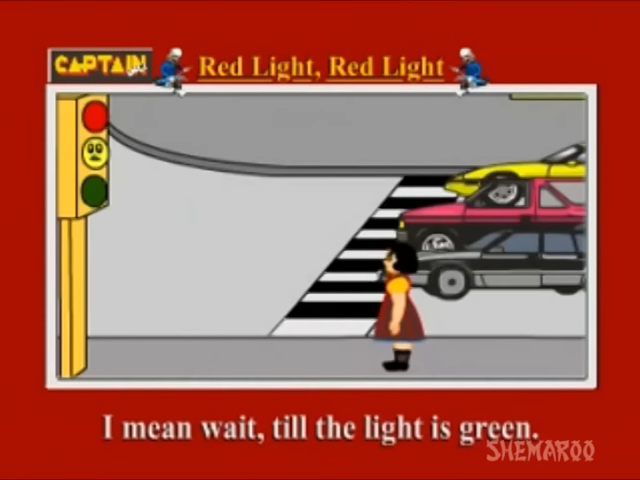 CAPTAIN
Red Light, Red Light
I mean wait, till the light is green.
SHEMAROO